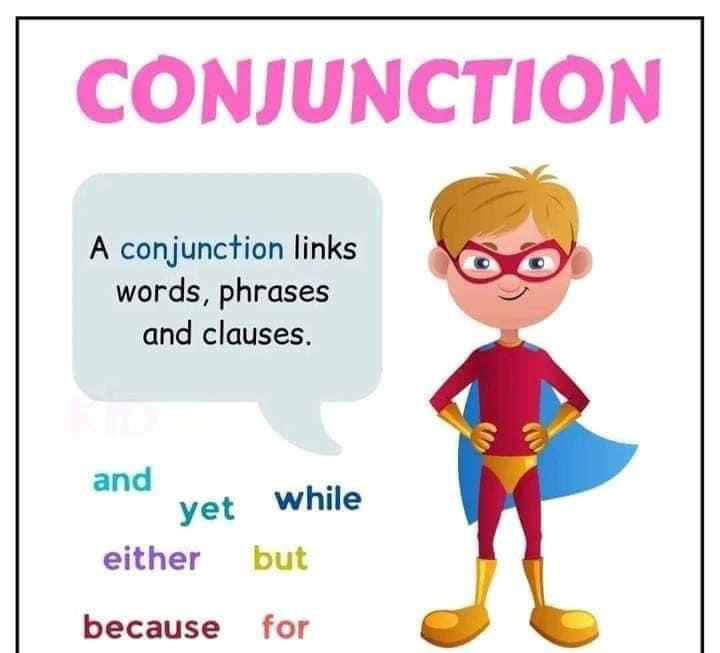 CONJUNCTION
A conjunction links
words, phrases
and clauses.
and
yet
while
either
but
because
for